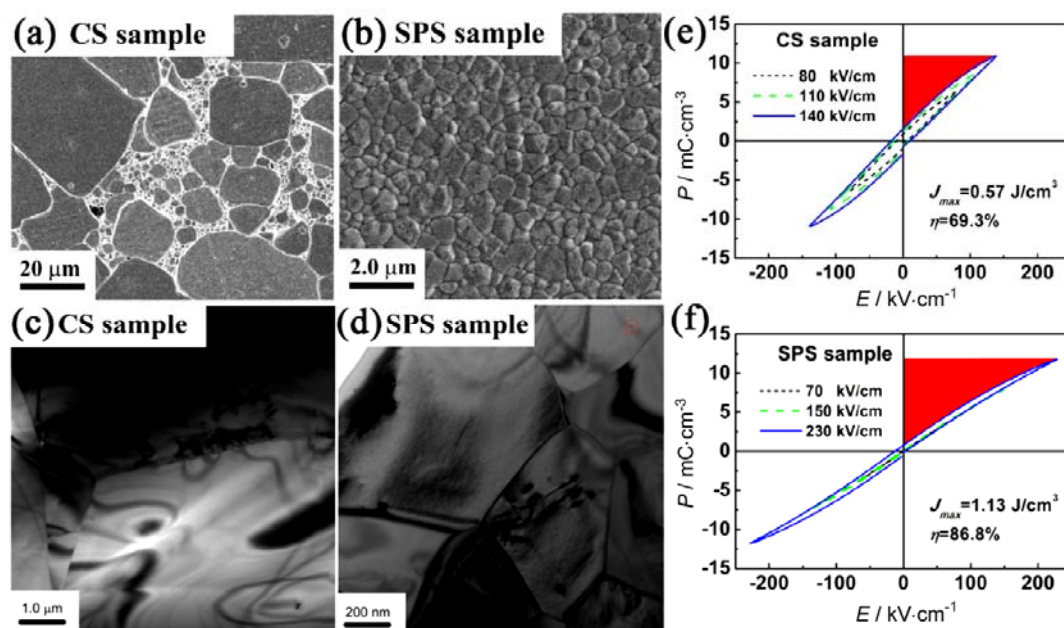 (a) CS sample
20 μm
(b) SPS sample
2.0 μm
(c) CS sample
1.0 μm
(d) SPS sample
200 nm
(e)
CS sample
80 kV/cm
110 kV/cm
140 kV/cm
15
10
5
0
-5
-10
-15
P / mC·cm⁻³
Jmax=0.57 J/cm³
η=69.3%
-200 -100 0 100 200
E / kV·cm⁻¹
(f)
SPS sample
70 kV/cm
150 kV/cm
230 kV/cm
15
10
5
0
-5
-10
-15
P / mC·cm⁻³
Jmax=1.13 J/cm³
η=86.8%
-200 -100 0 100 200
E / kV·cm⁻¹